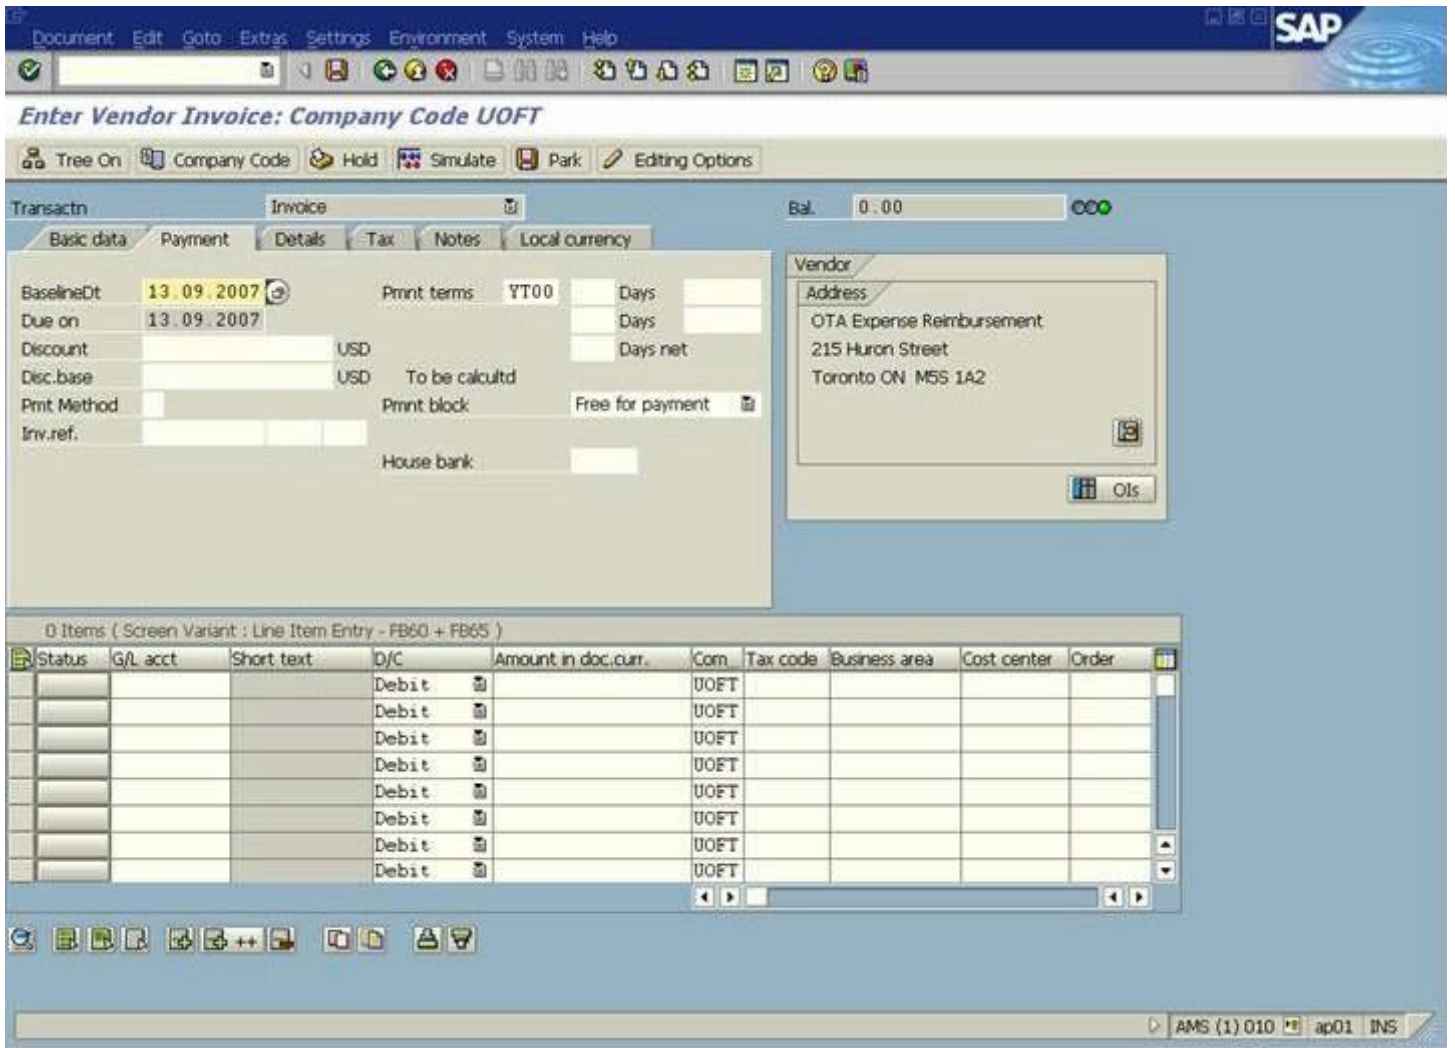 Document Edit Goto Extras Settings Environment System Help
SAP
Enter Vendor Invoice: Company Code UOFT
Tree On Company Code Hold Simulate Park Editing Options
Transactn Invoice Bal. 0.00
Basic data Payment Details Tax Notes Local currency
Vendor
BaselineDt 13.09.2007 Pmnt terms YT00 Days Address
Due on 13.09.2007 Days OTA Expense Reimbursement
Discount USD Days net 215 Huron Street
Disc.base USD To be calcultd Toronto ON M5S 1A2
Pmt Method Pmnt block Free for payment
Inv.ref.
House bank
OIs
0 Items ( Screen Variant : Line Item Entry - FB60 + FB65 )
Status G/L acct Short text D/C Amount in doc.curr. Com Tax code Business area Cost center Order
Debit UOFT
Debit UOFT
Debit UOFT
Debit UOFT
Debit UOFT
Debit UOFT
Debit UOFT
Debit UOFT
++
AMS (1) 010 ap01 INS